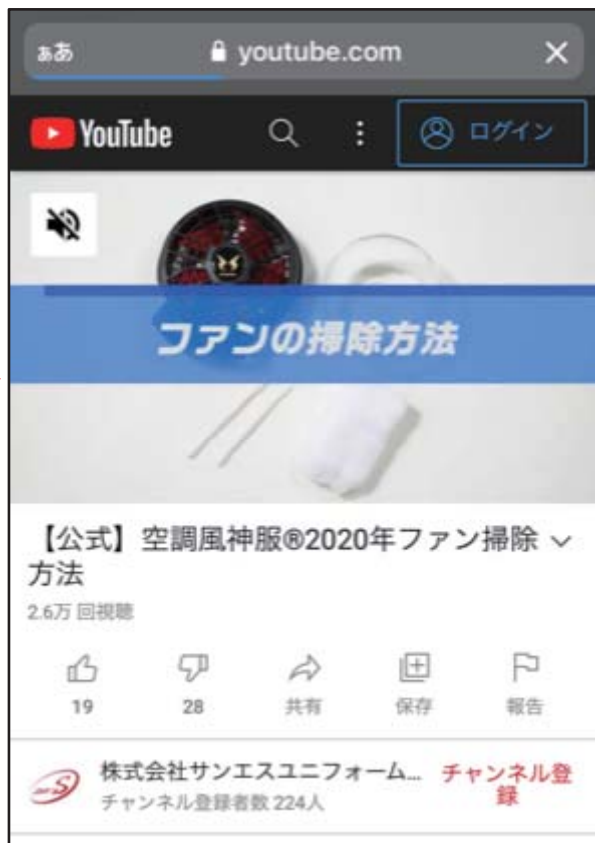 ぁあ youtube.com ×
YouTube ログイン
ファンの掃除方法
【公式】空調風神服®2020年ファン掃除
方法
2.6万 回視聴
19 28 共有 保存 報告
株式会社サンエスユニフォーム... チャンネル登
録
チャンネル登録者数 224人